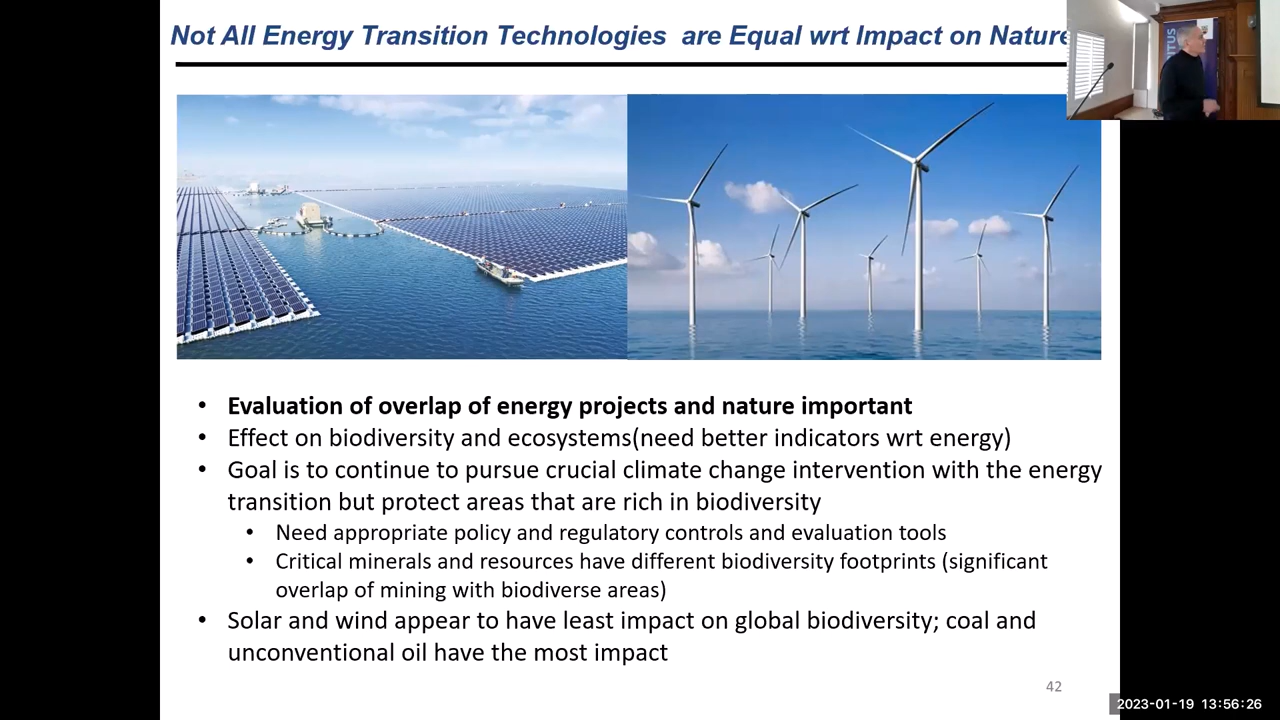 Not All Energy Transition Technologies are Equal wrt Impact on Nature
ITUS
• Evaluation of overlap of energy projects and nature important
• Effect on biodiversity and ecosystems(need better indicators wrt energy)
• Goal is to continue to pursue crucial climate change intervention with the energy
transition but protect areas that are rich in biodiversity
• Need appropriate policy and regulatory controls and evaluation tools
• Critical minerals and resources have different biodiversity footprints (significant
overlap of mining with biodiverse areas)
• Solar and wind appear to have least impact on global biodiversity; coal and
unconventional oil have the most impact
42
2023-01-19 13:56:26